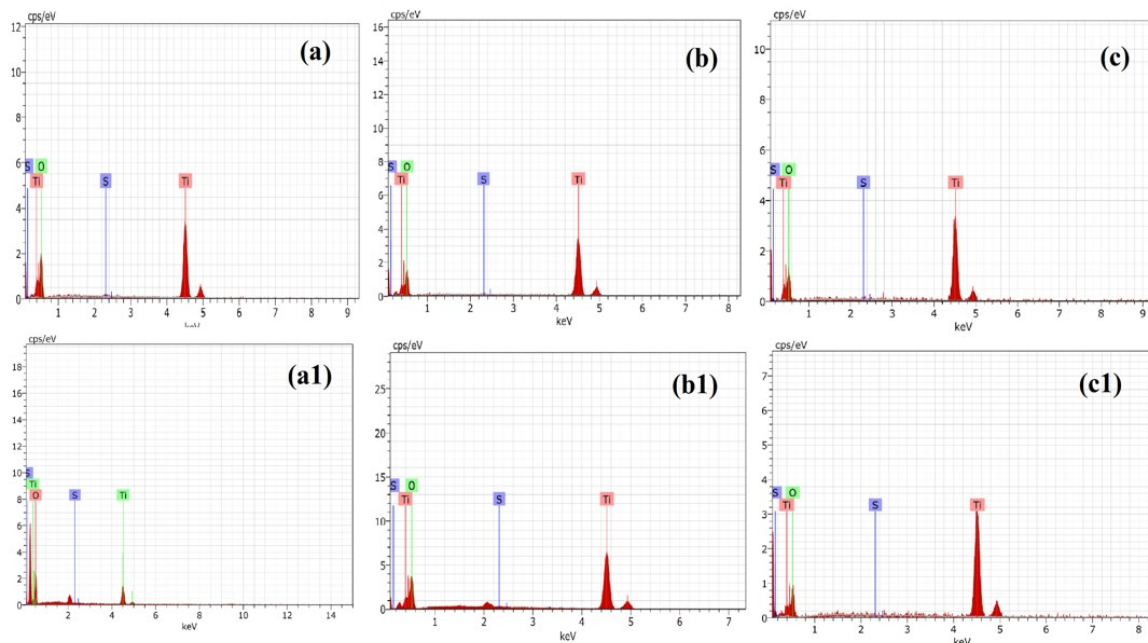 cps/eV
(a)
12
10
8
6
4
2
0
S O
Ti S Ti
1 2 3 4 5 6 7 8 9
keV
cps/eV
(b)
16
14
12
10
8
6
4
2
0
S O
Ti S Ti
1 2 3 4 5 6 7 8
keV
cps/eV
(c)
10
8
6
4
2
0
S O
Ti S Ti
1 2 3 4 5 6 7 8 9
keV
cps/eV
(a1)
18
16
14
12
10
8
6
4
2
0
S
Ti
O S Ti
2 4 6 8 10 12 14
keV
cps/eV
(b1)
25
20
15
10
5
0
S O
Ti S Ti
1 2 3 4 5 6 7
keV
cps/eV
(c1)
7
6
5
4
3
2
1
0
S O
Ti S Ti
1 2 3 4 5 6 7 8
keV